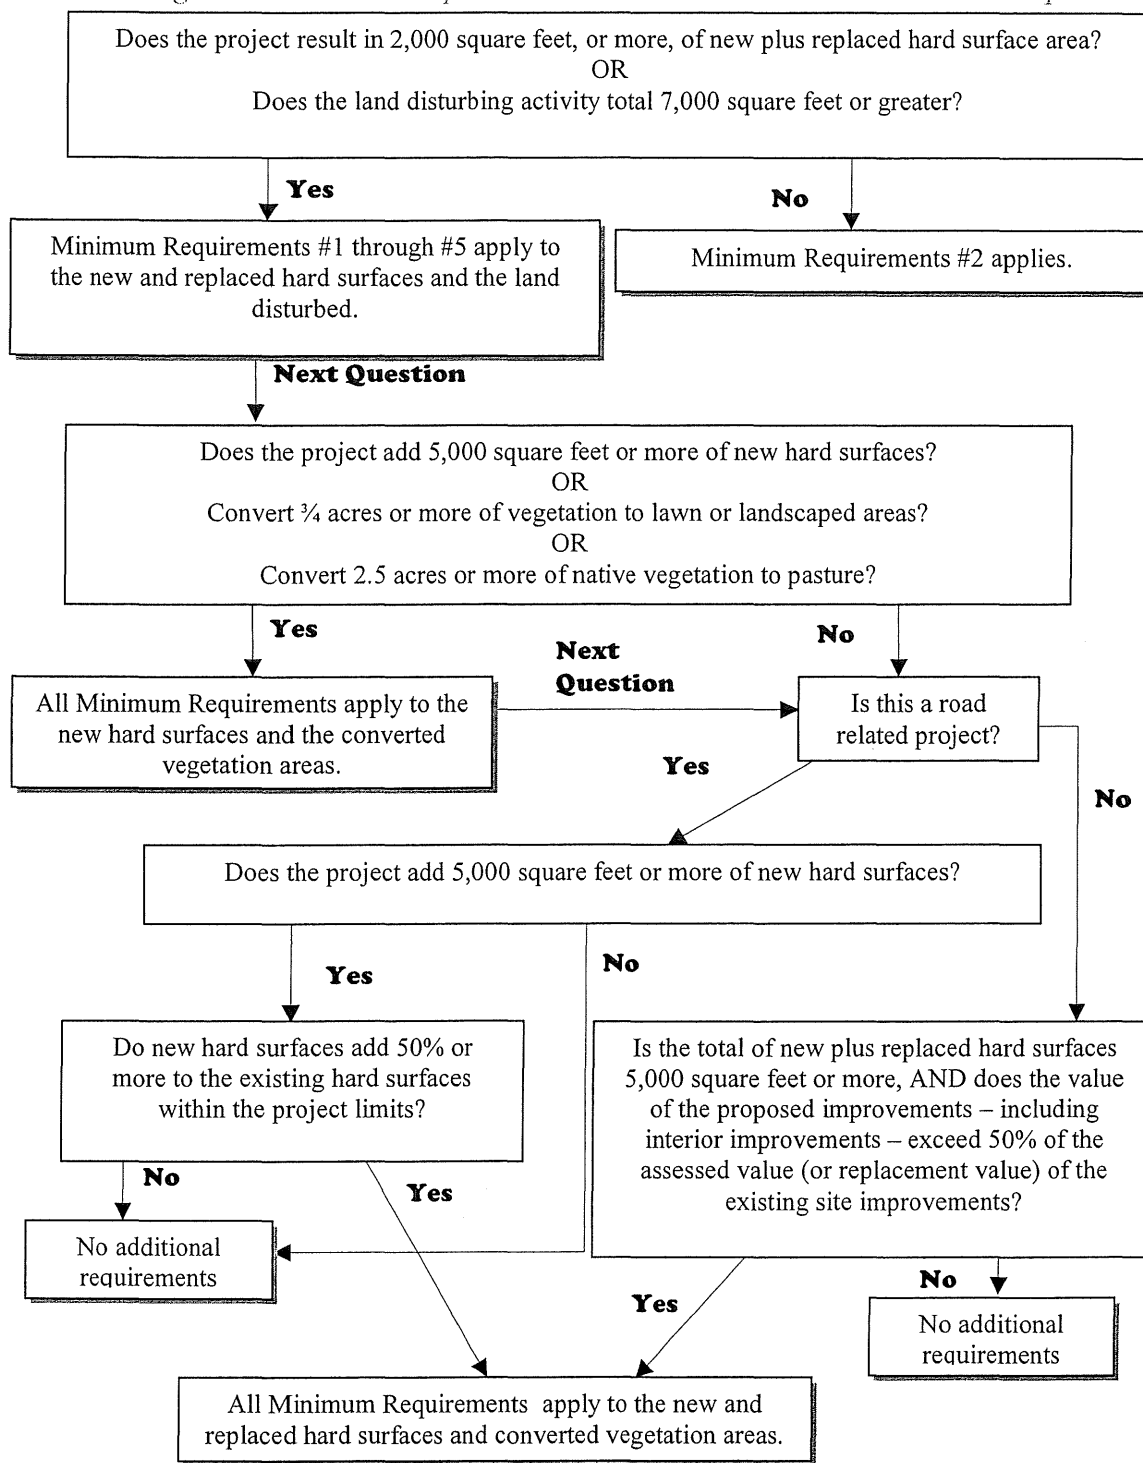 Does the project result in 2,000 square feet, or more, of new plus replaced hard surface area?
OR
Does the land disturbing activity total 7,000 square feet or greater?
Yes
No
Minimum Requirements #1 through #5 apply to
the new and replaced hard surfaces and the land
disturbed.
Minimum Requirements #2 applies.
Next Question
Does the project add 5,000 square feet or more of new hard surfaces?
OR
Convert ¾ acres or more of vegetation to lawn or landscaped areas?
OR
Convert 2.5 acres or more of native vegetation to pasture?
Yes
No
Next
Question
All Minimum Requirements apply to the
new hard surfaces and the converted
vegetation areas.
Is this a road
related project?
Yes
No
Does the project add 5,000 square feet or more of new hard surfaces?
Yes
No
Do new hard surfaces add 50% or
more to the existing hard surfaces
within the project limits?
Is the total of new plus replaced hard surfaces
5,000 square feet or more, AND does the value
of the proposed improvements – including
interior improvements – exceed 50% of the
assessed value (or replacement value) of the
existing site improvements?
No
Yes
No additional
requirements
Yes
No
No additional
requirements
All Minimum Requirements apply to the new and
replaced hard surfaces and converted vegetation areas.